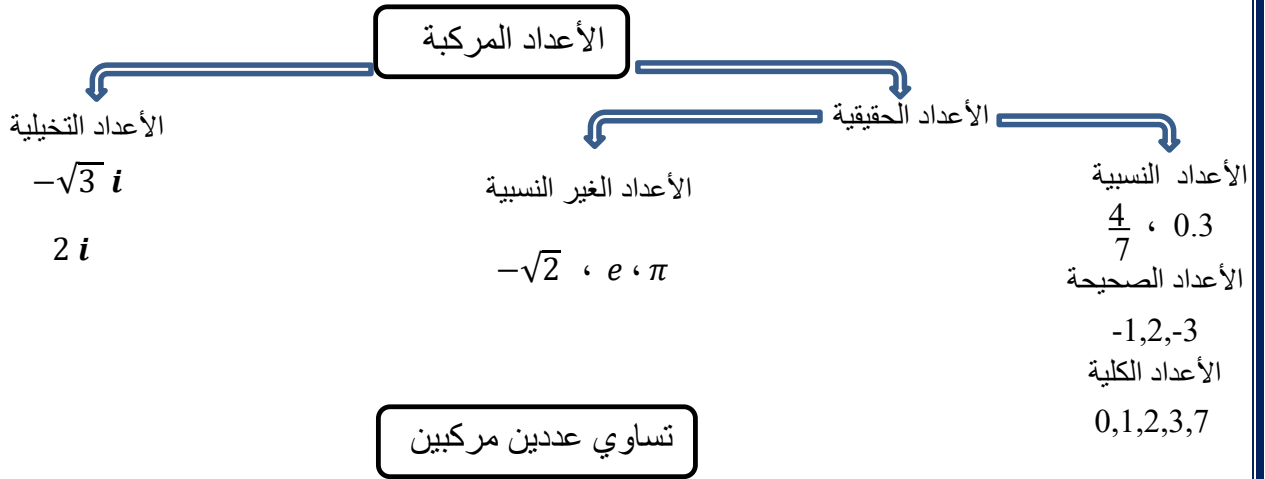 الأعداد المركبة
الأعداد الحقيقية
الأعداد النسبية
4/7 ، 0.3
الأعداد الصحيحة
-1,2,-3
الأعداد الكلية
0,1,2,3,7
الأعداد الغير النسبية
−√2 ، e ، π
الأعداد التخيلية
−√3 i
2 i
تساوي عددين مركبين